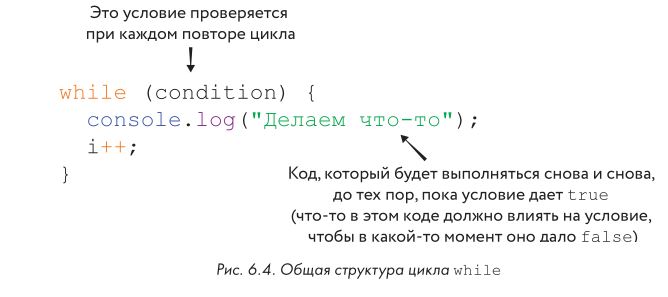 Это условие проверяется
при каждом повторе цикла
while (condition) {
console.log("Делаем что-то");
i++;
}
Код, который будет выполняться снова и снова,
до тех пор, пока условие дает true
(что-то в этом коде должно влиять на условие,
чтобы в какой-то момент оно дало false)
Рис. 6.4. Общая структура цикла while